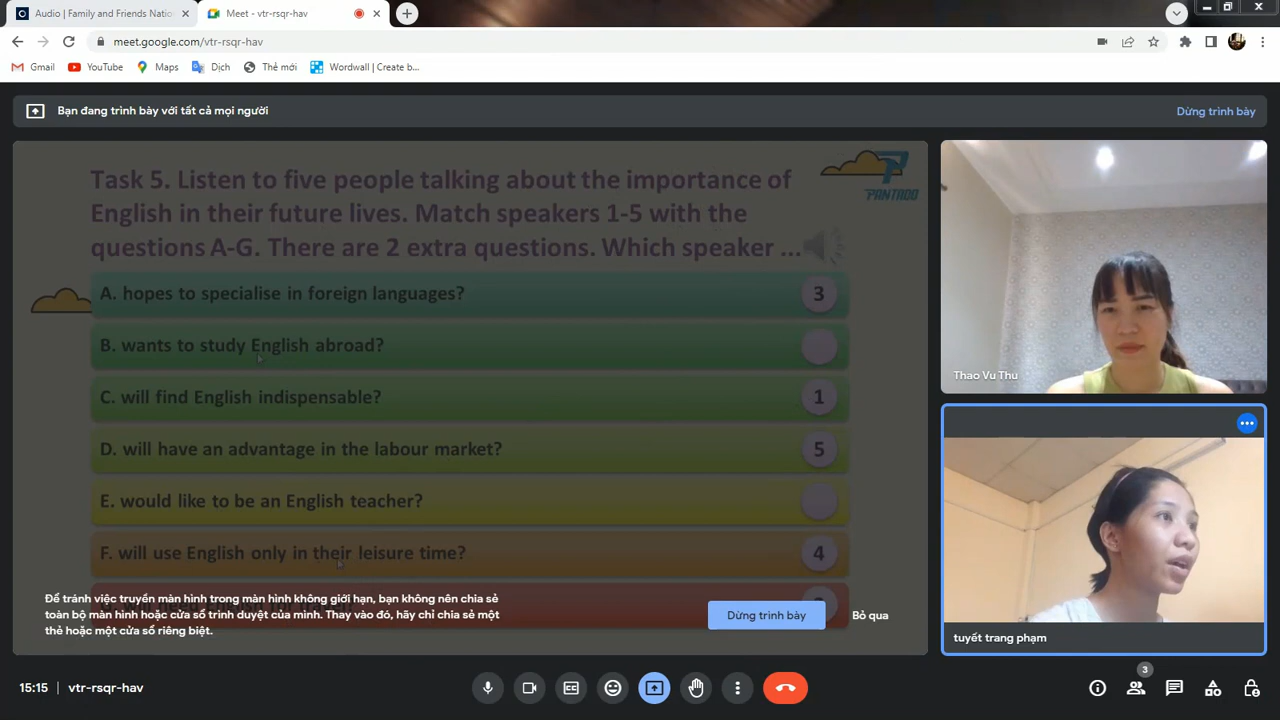 Audio | Family and Friends Natio
Meet - vtr-rsqr-hav
meet.google.com/vtr-rsqr-hav
Gmail
YouTube
Maps
Dịch
Thẻ mới
Wordwall | Create b...
Bạn đang trình bày với tất cả mọi người
Dừng trình bày
PANTADO
Task 5. Listen to five people talking about the importance of
English in their future lives. Match speakers 1-5 with the
questions A-G. There are 2 extra questions. Which speaker ...
A. hopes to specialise in foreign languages?
3
B. wants to study English abroad?
C. will find English indispensable?
1
D. will have an advantage in the labour market?
5
E. would like to be an English teacher?
F. will use English only in their leisure time?
4
Để tránh việc truyền màn hình trong màn hình không giới hạn, bạn không nên chia sẻ
toàn bộ màn hình hoặc cửa sổ trình duyệt của mình. Thay vào đó, hãy chỉ chia sẻ một
thẻ hoặc một cửa sổ riêng biệt.
Dừng trình bày
Bỏ qua
Thao Vu Thu
tuyết trang phạm
15:15
vtr-rsqr-hav
3